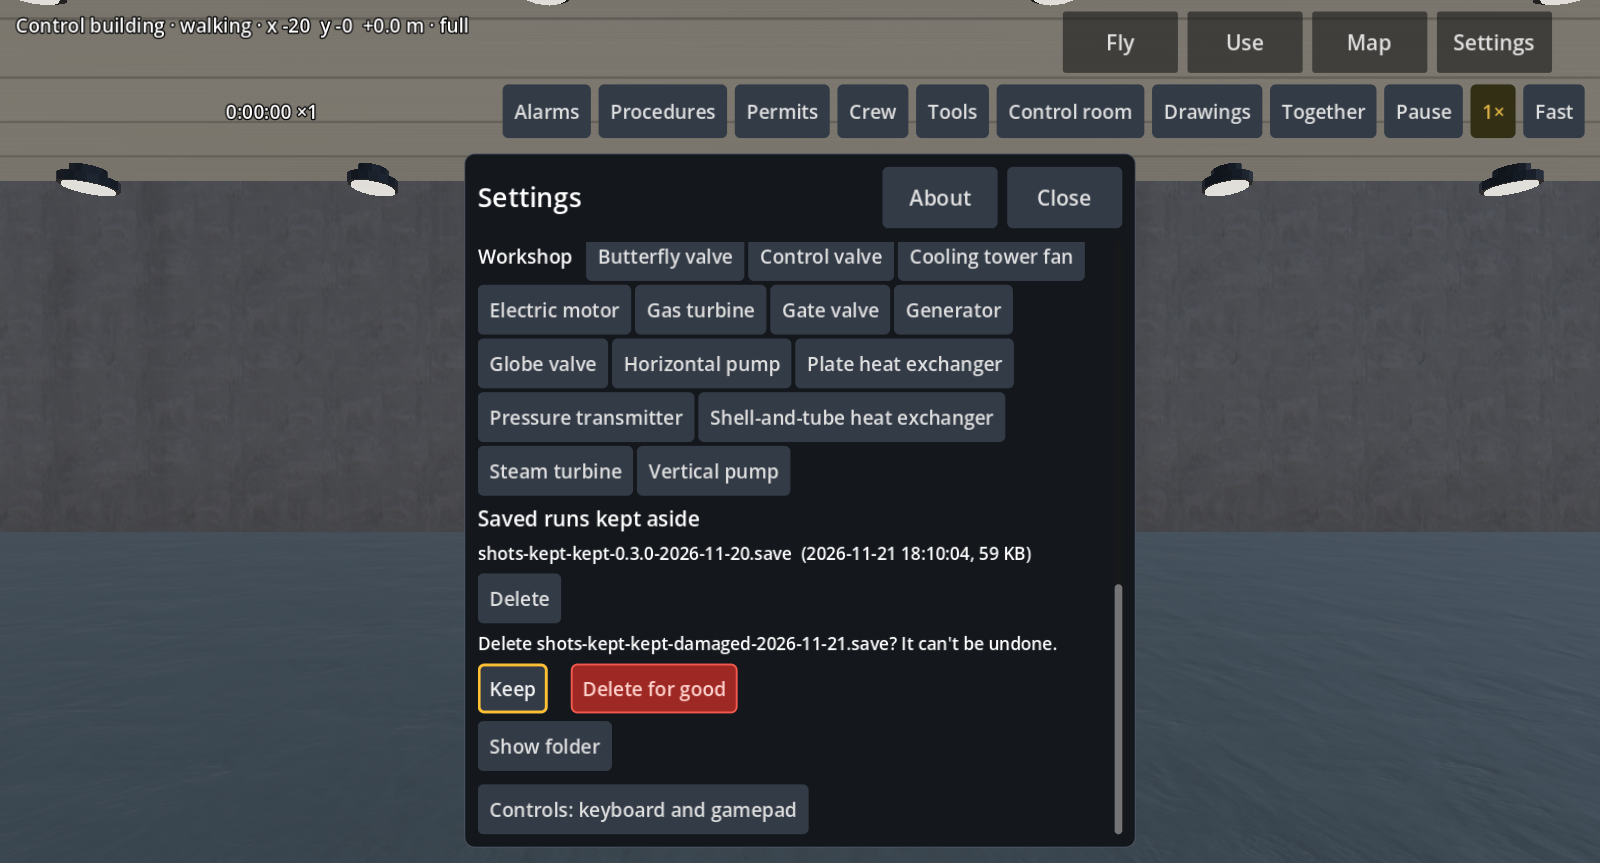 Control building · walking · x -20 y -0 +0.0 m · full
Fly Use Map Settings
0:00:00 ×1
Alarms Procedures Permits Crew Tools Control room Drawings Together Pause 1× Fast
Settings About Close
Workshop Butterfly valve Control valve Cooling tower fan
Electric motor Gas turbine Gate valve Generator
Globe valve Horizontal pump Plate heat exchanger
Pressure transmitter Shell-and-tube heat exchanger
Steam turbine Vertical pump
Saved runs kept aside
shots-kept-kept-0.3.0-2026-11-20.save (2026-11-21 18:10:04, 59 KB)
Delete
Delete shots-kept-kept-damaged-2026-11-21.save? It can't be undone.
Keep Delete for good
Show folder
Controls: keyboard and gamepad